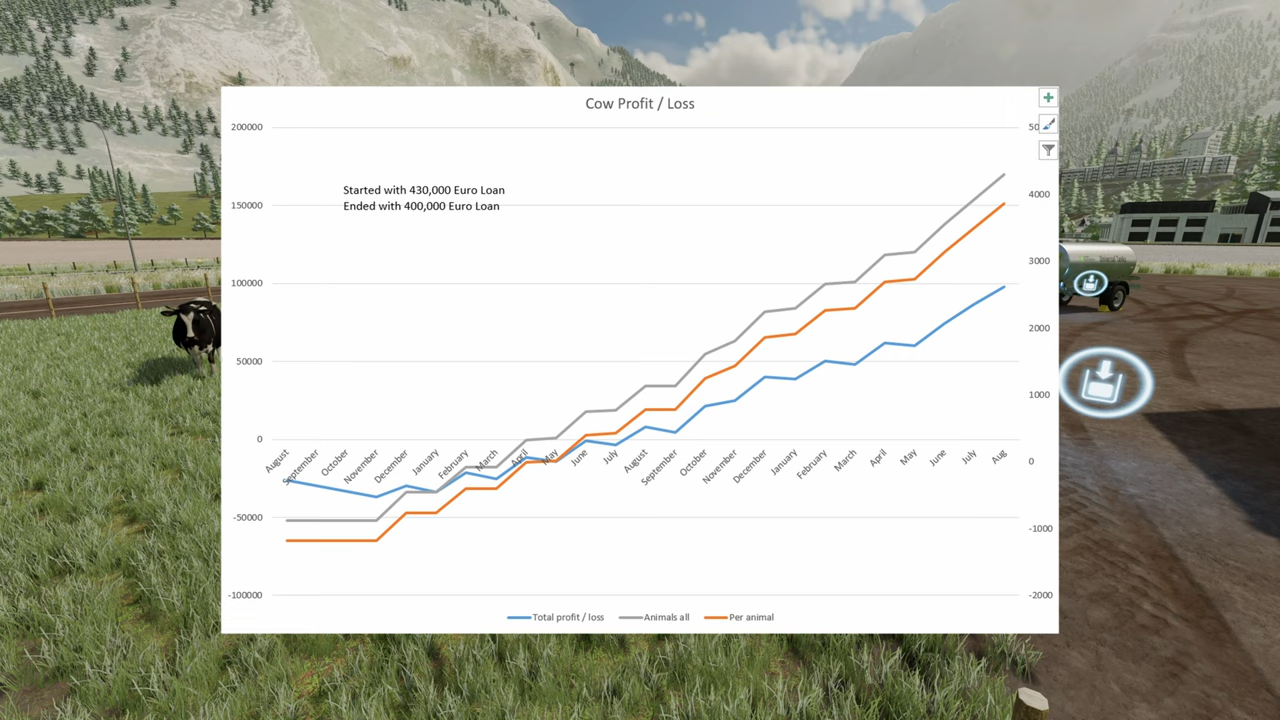 Cow Profit / Loss
200000
150000
100000
50000
0
-50000
-100000
Started with 430,000 Euro Loan
Ended with 400,000 Euro Loan
50
4000
3000
2000
1000
0
-1000
-2000
August
September
October
November
December
January
February
March
April
May
June
July
August
September
October
November
December
January
February
March
April
May
June
July
Aug
Total profit / loss
Animals all
Per animal